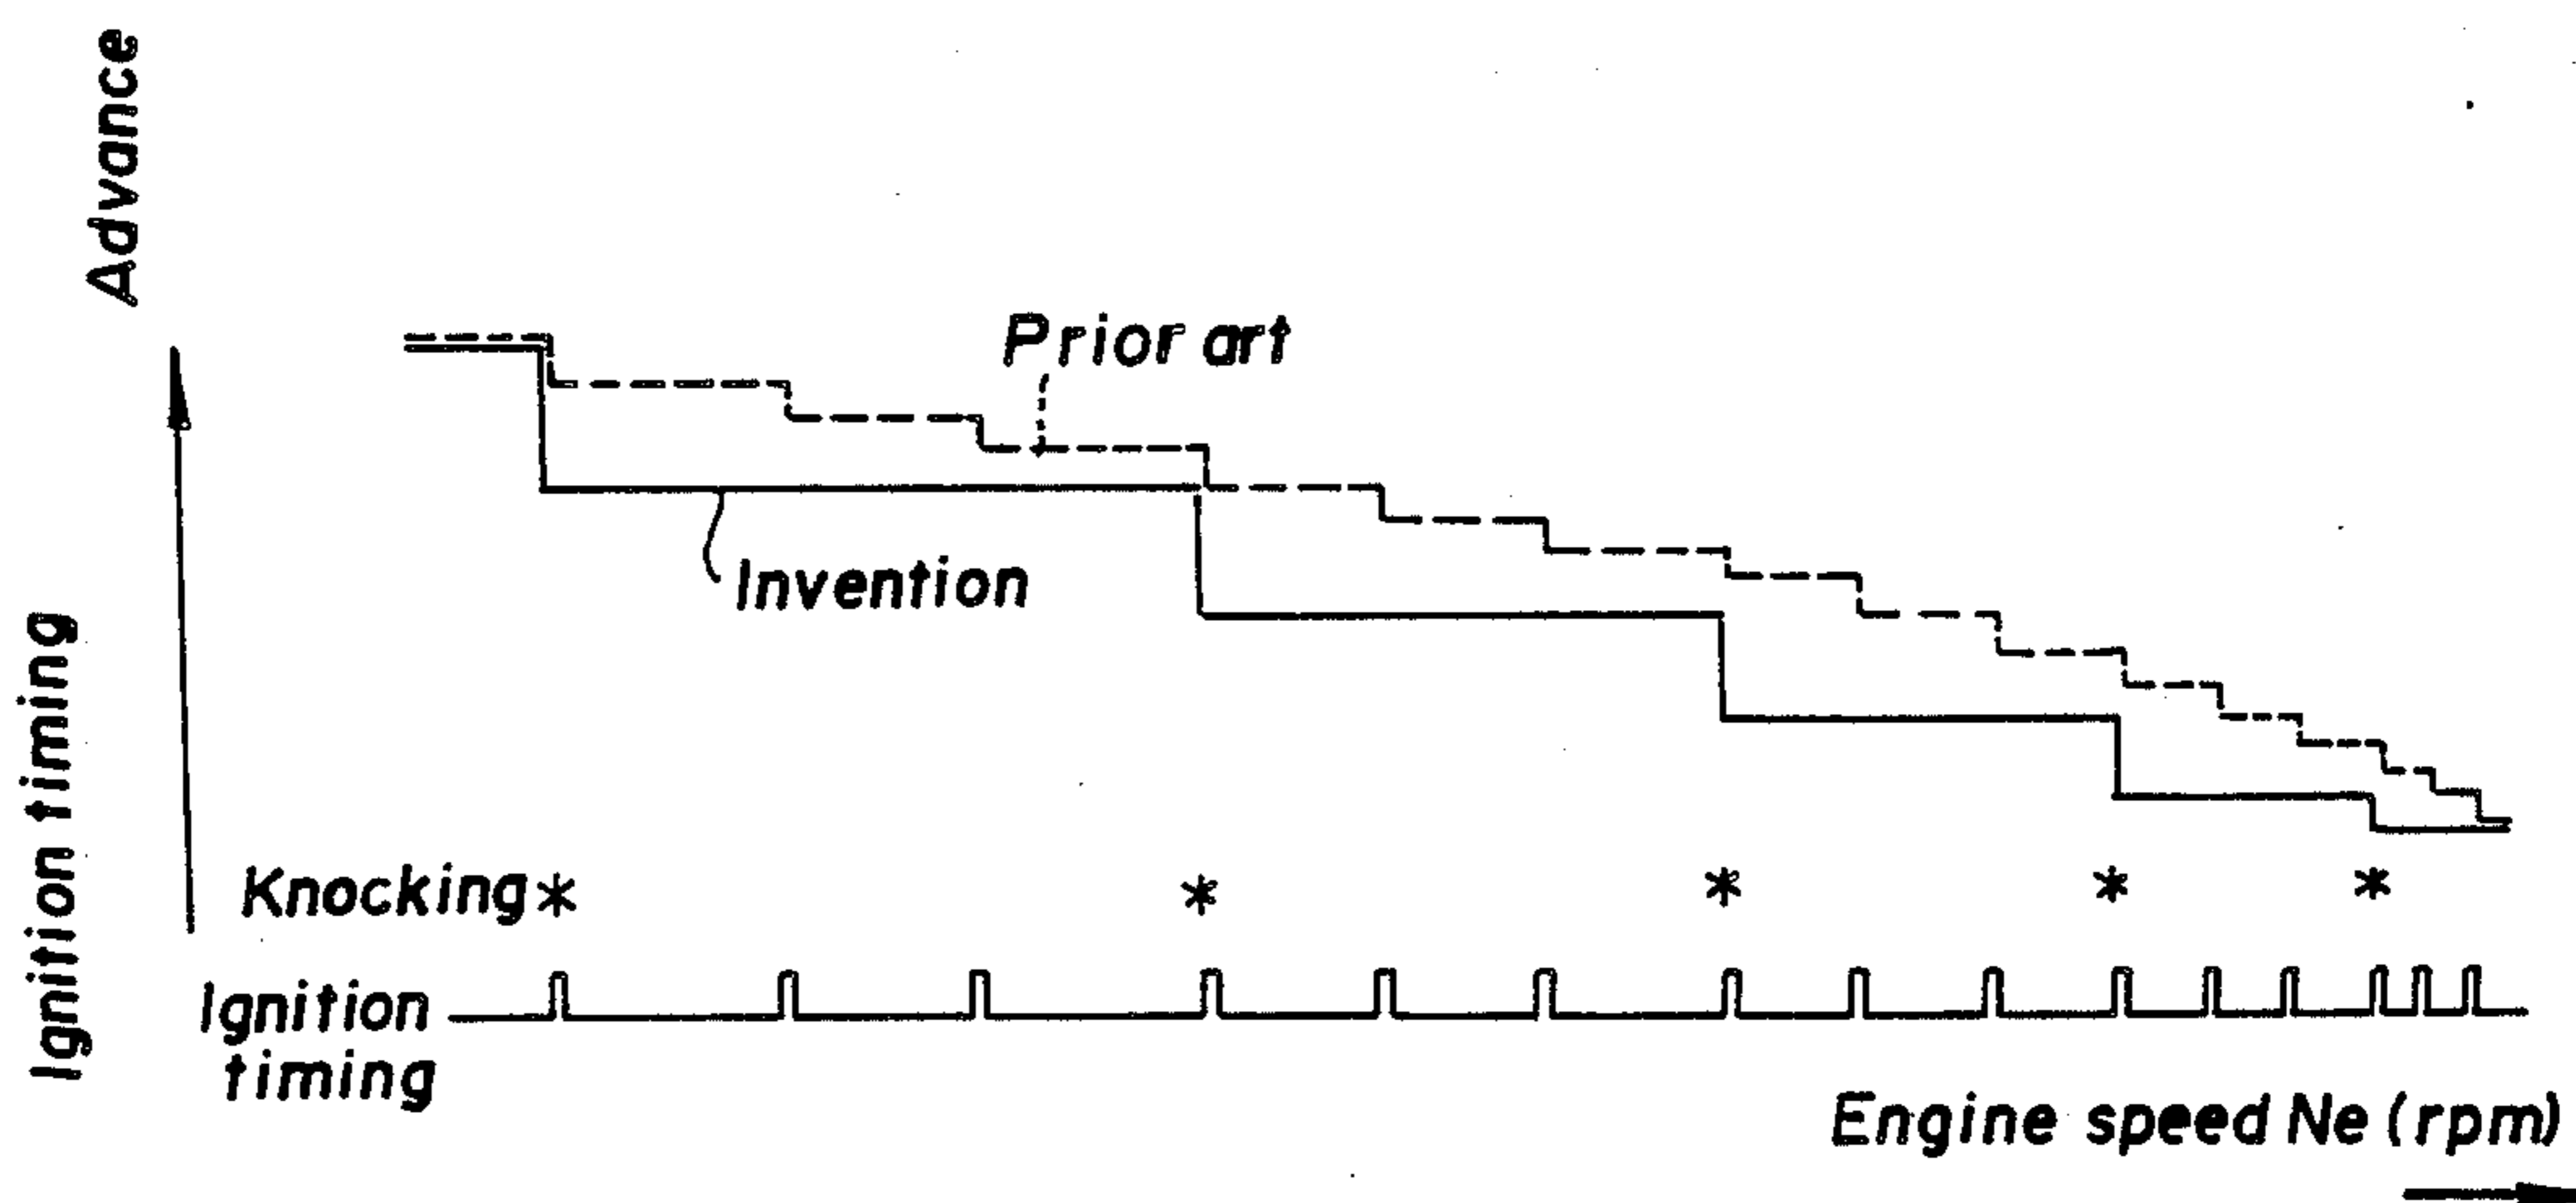 Advance
Ignition timing
Prior art
Invention
Knocking * * * * *
Ignition
timing
Engine speed Ne (rpm)